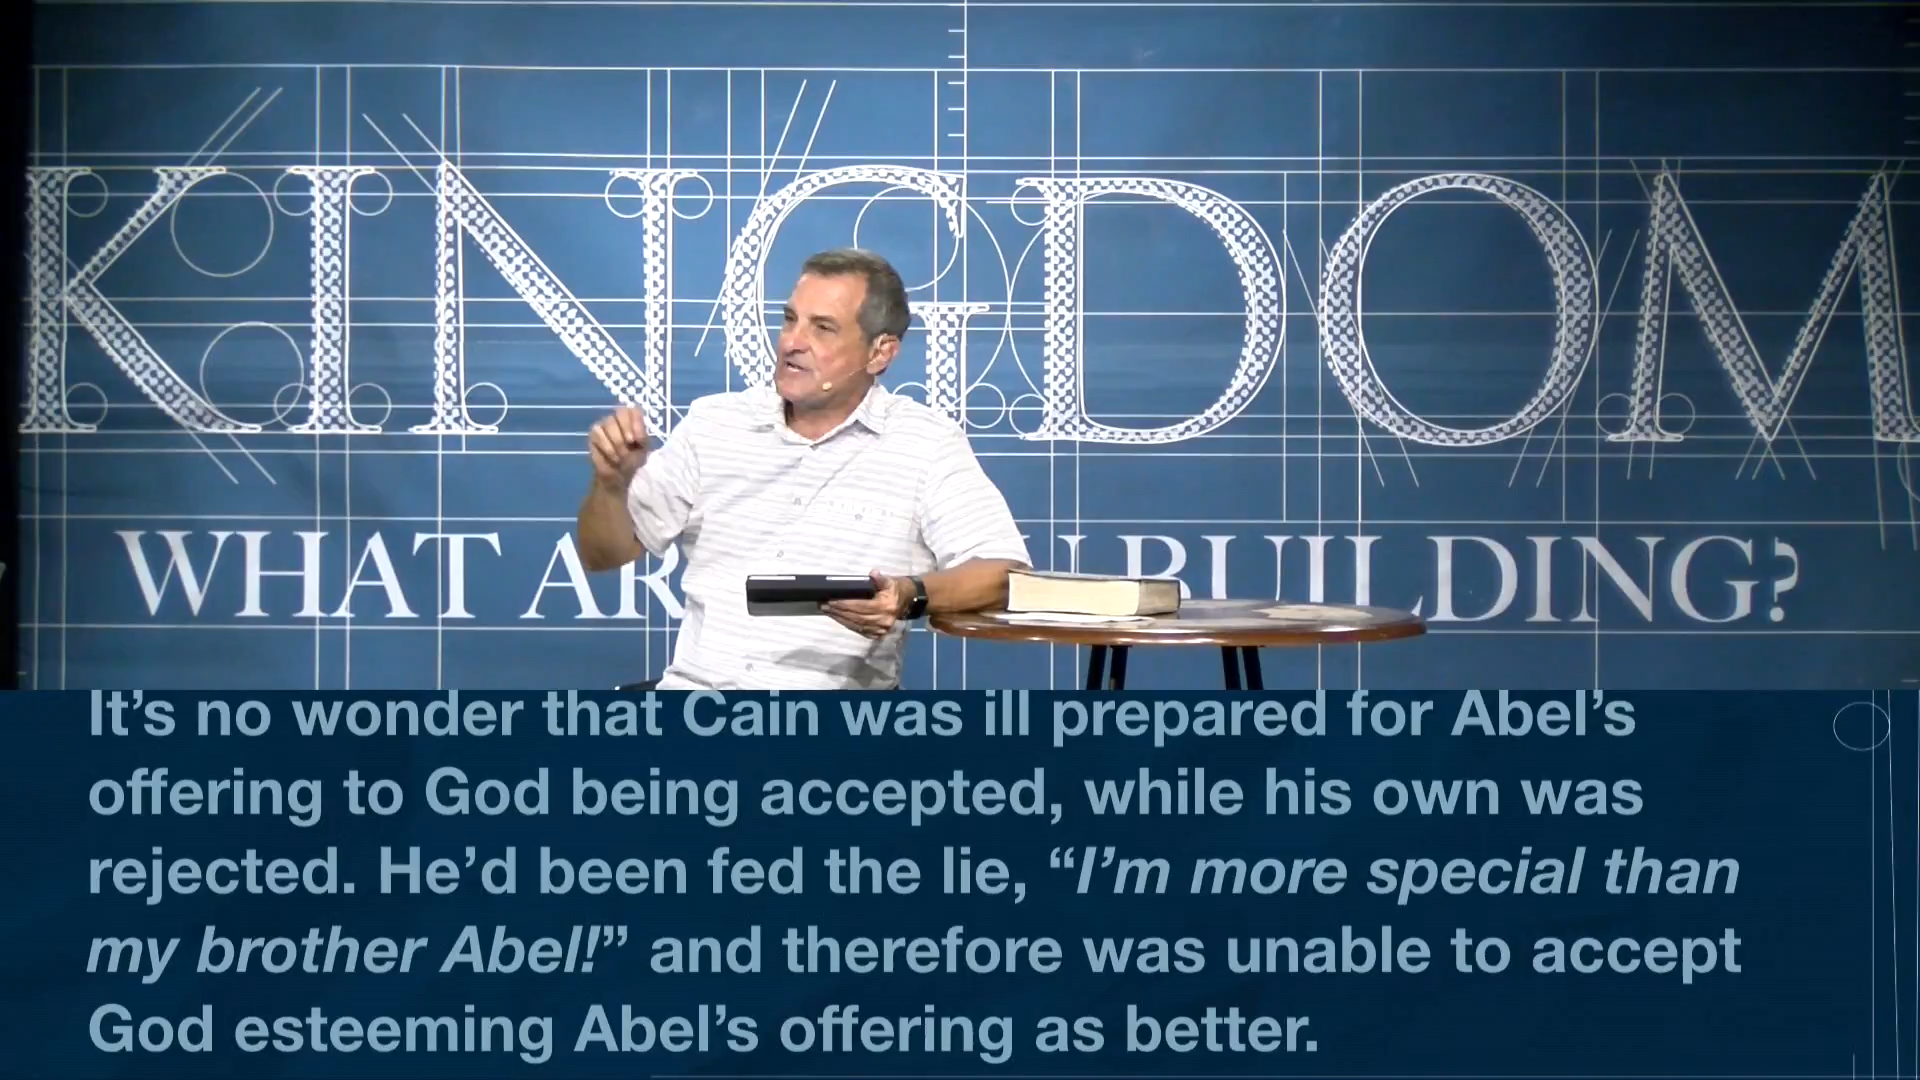 KINGDOM
WHAT AR U BUILDING?
It’s no wonder that Cain was ill prepared for Abel’s
offering to God being accepted, while his own was
rejected. He’d been fed the lie, “I’m more special than
my brother Abel!” and therefore was unable to accept
God esteeming Abel’s offering as better.